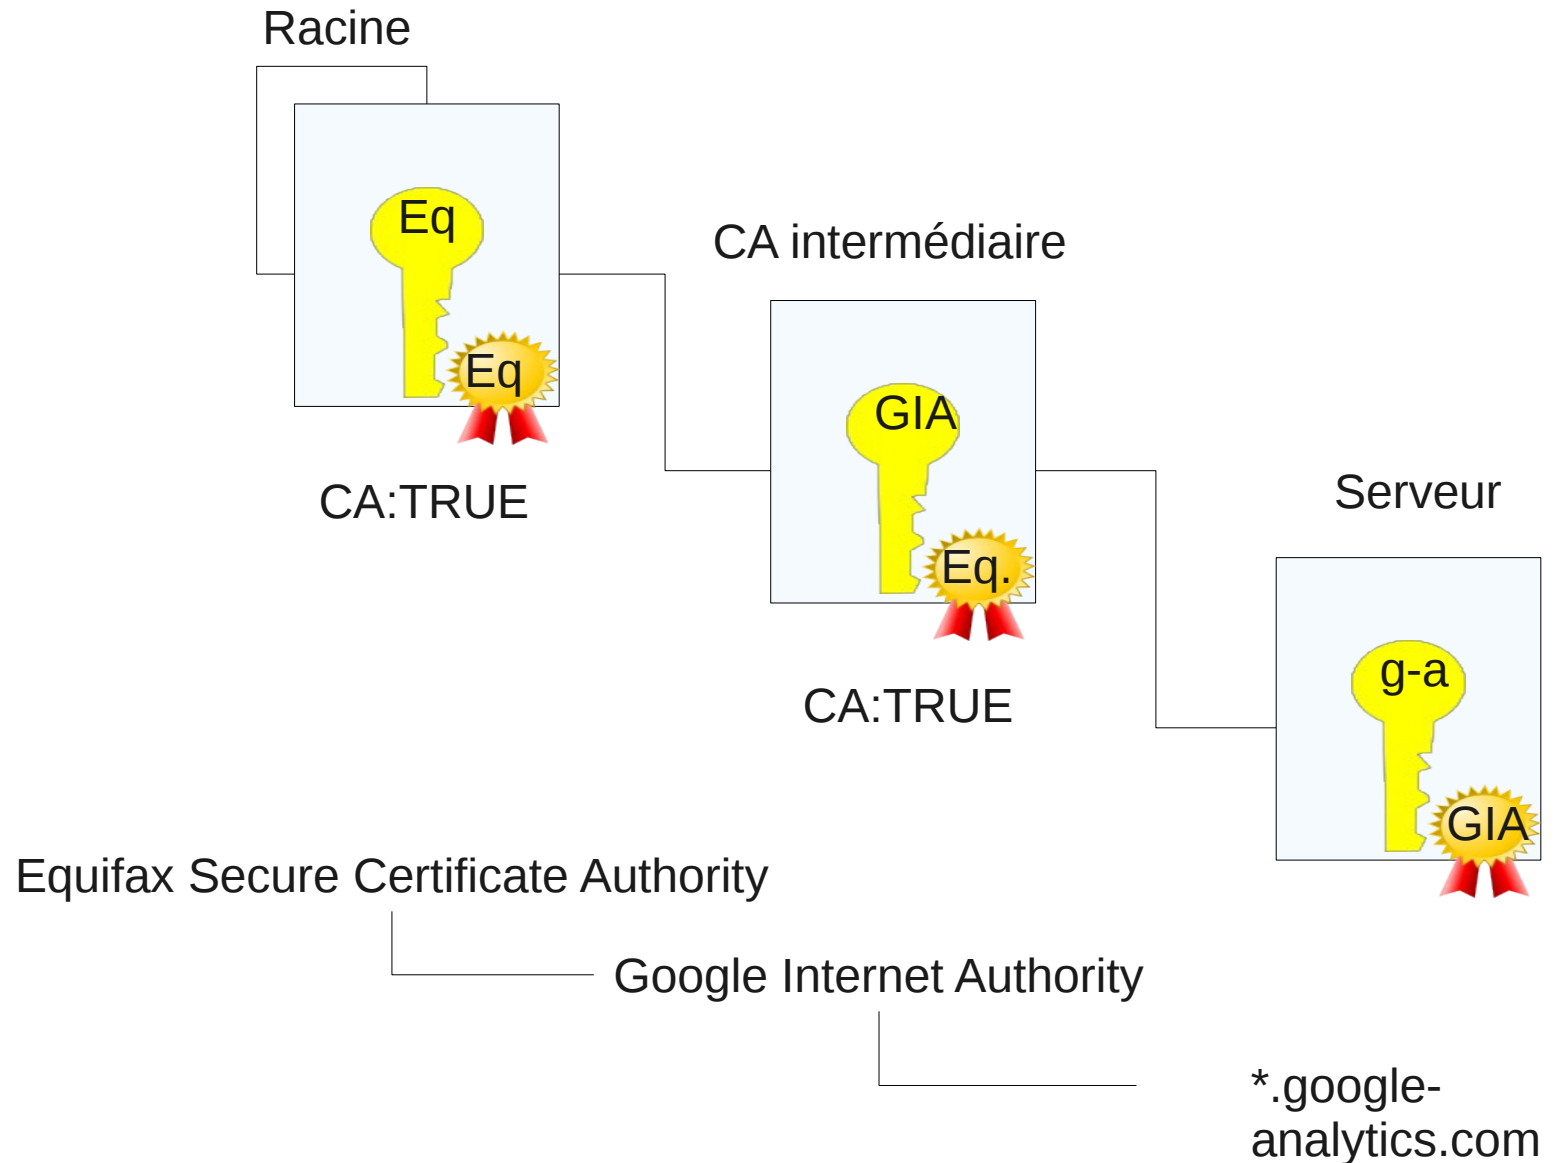 Racine
Eq
Eq
CA:TRUE
CA intermédiaire
GIA
Eq.
CA:TRUE
Serveur
g-a
GIA
Equifax Secure Certificate Authority
Google Internet Authority
*.google-
analytics.com